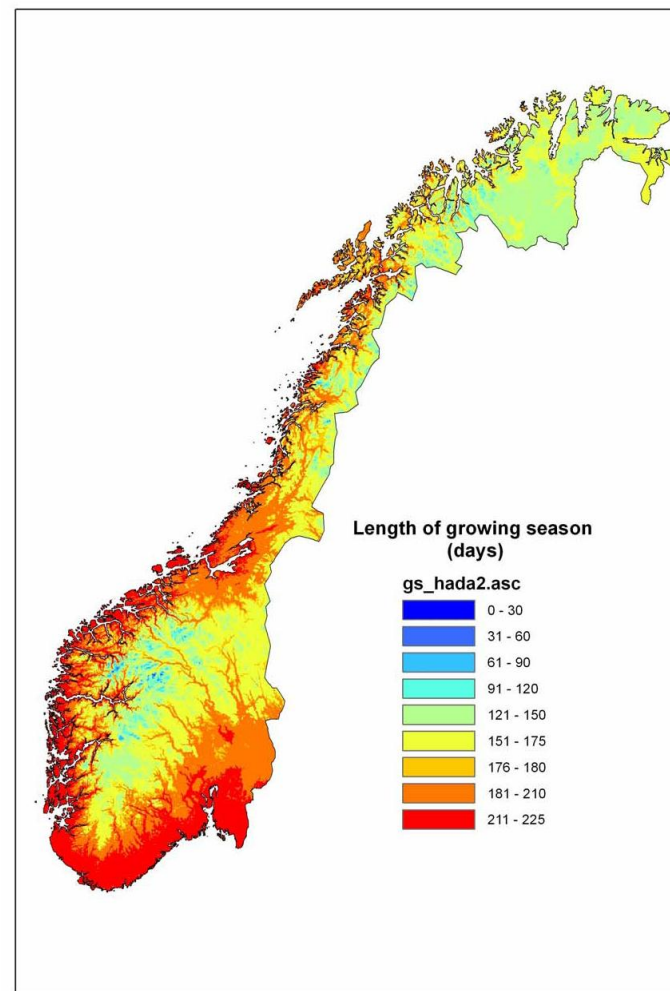 Length of growing season
(days)
gs_hada2.asc
0 - 30
31 - 60
61 - 90
91 - 120
121 - 150
151 - 175
176 - 180
181 - 210
211 - 225